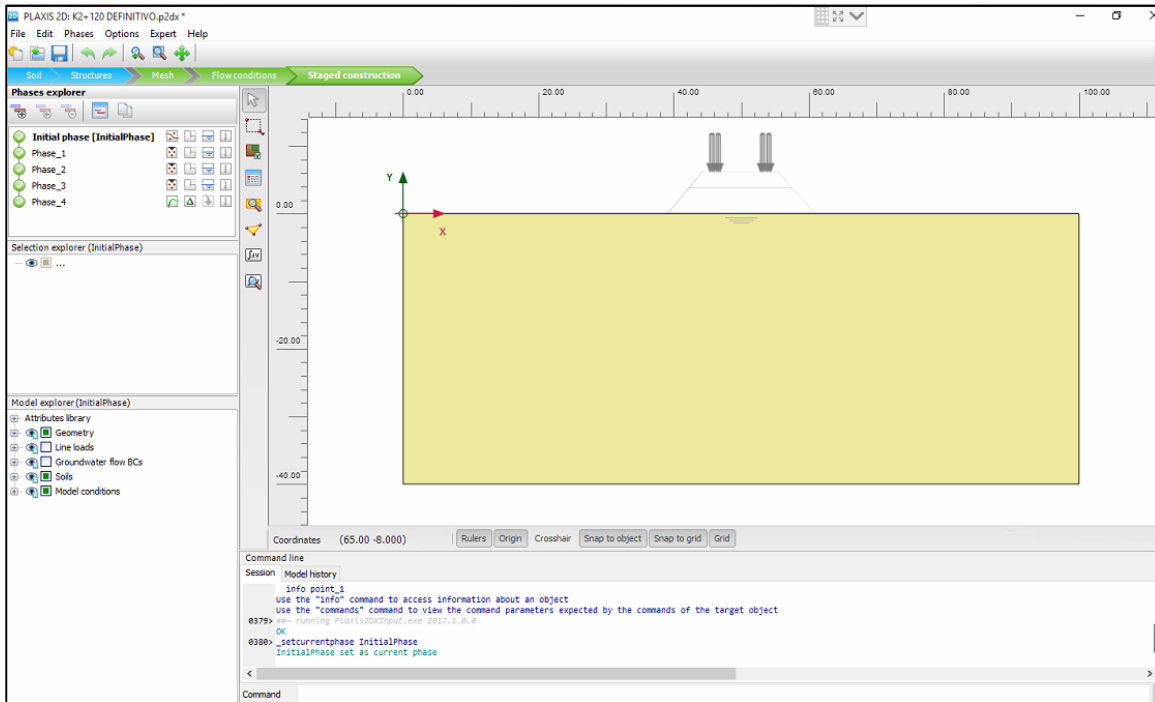 PLAXIS 2D: K2+120 DEFINITIVO.p2dx *
File Edit Phases Options Expert Help
Soil Structures Mesh Flow conditions Staged construction
Phases explorer
Initial phase [InitialPhase]
Phase_1
Phase_2
Phase_3
Phase_4
Selection explorer (InitialPhase)
...
Model explorer (InitialPhase)
Attributes library
Geometry
Line loads
Groundwater flow BCs
Soils
Model conditions
0.00 20.00 40.00 60.00 80.00 100.00
Y
0.00
X
-20.00
-40.00
Coordinates (65.00 -8.000) Rulers Origin Crosshair Snap to object Snap to grid Grid
Command line
Session Model history
info point_1
Use the "info" command to access information about an object
Use the "commands" command to view the command parameters expected by the commands of the target object
0379> ##~ running Plaxis2DXInput.exe 2017.1.0.0
OK
0380> _setcurrentphase InitialPhase
InitialPhase set as current phase
Command